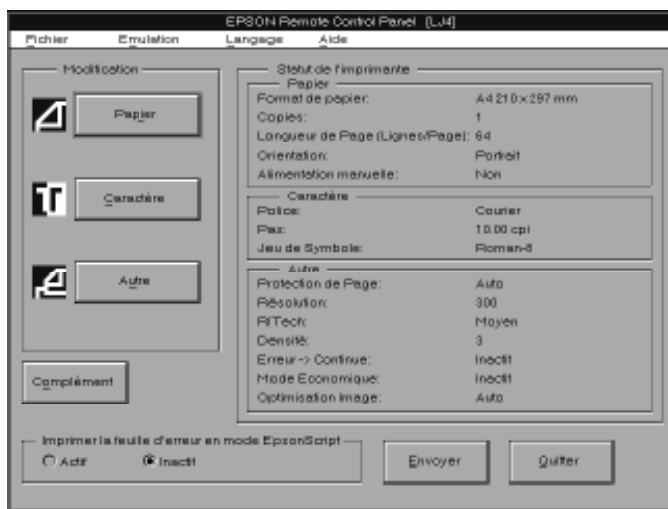 EPSON Remote Control Panel [LJ4]
Fichier Emulation Langage Aide
Modification
Papier
Caractère
Autre
Complément
Statut de l'imprimante
Papier
Format de papier: A4 210 x 297 mm
Copies: 1
Longueur de Page (Lignes/Page): 64
Orientation: Portrait
Alimentation manuelle: Non
Caractère
Police: Courier
Pas: 10.00 cpi
Jeu de Symbole: Roman-8
Autre
Protection de Page: Auto
Résolution: 300
RITech: Moyen
Densité: 3
Erreur -> Continue: Inactif
Mode Economique: Inactif
Optimisation Image: Auto
Imprimer la feuille d'erreur en mode EpsonScript
Actif Inactif
Envoyer Quitter